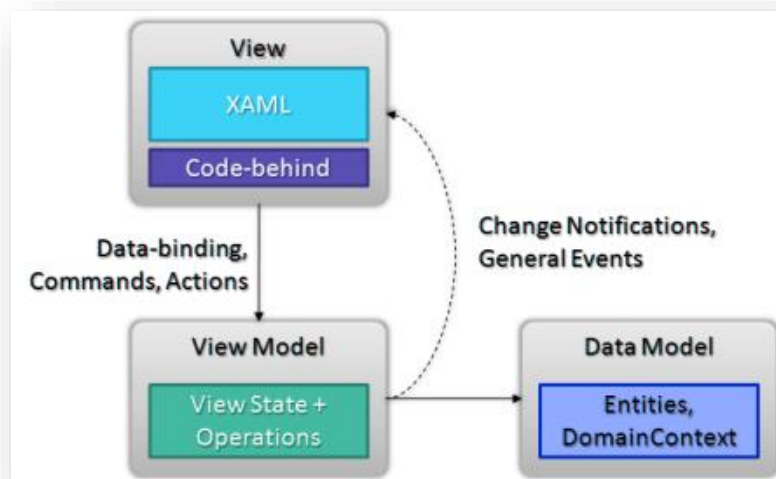 View
XAML
Code-behind
Data-binding,
Commands, Actions
Change Notifications,
General Events
View Model
View State +
Operations
Data Model
Entities,
DomainContext